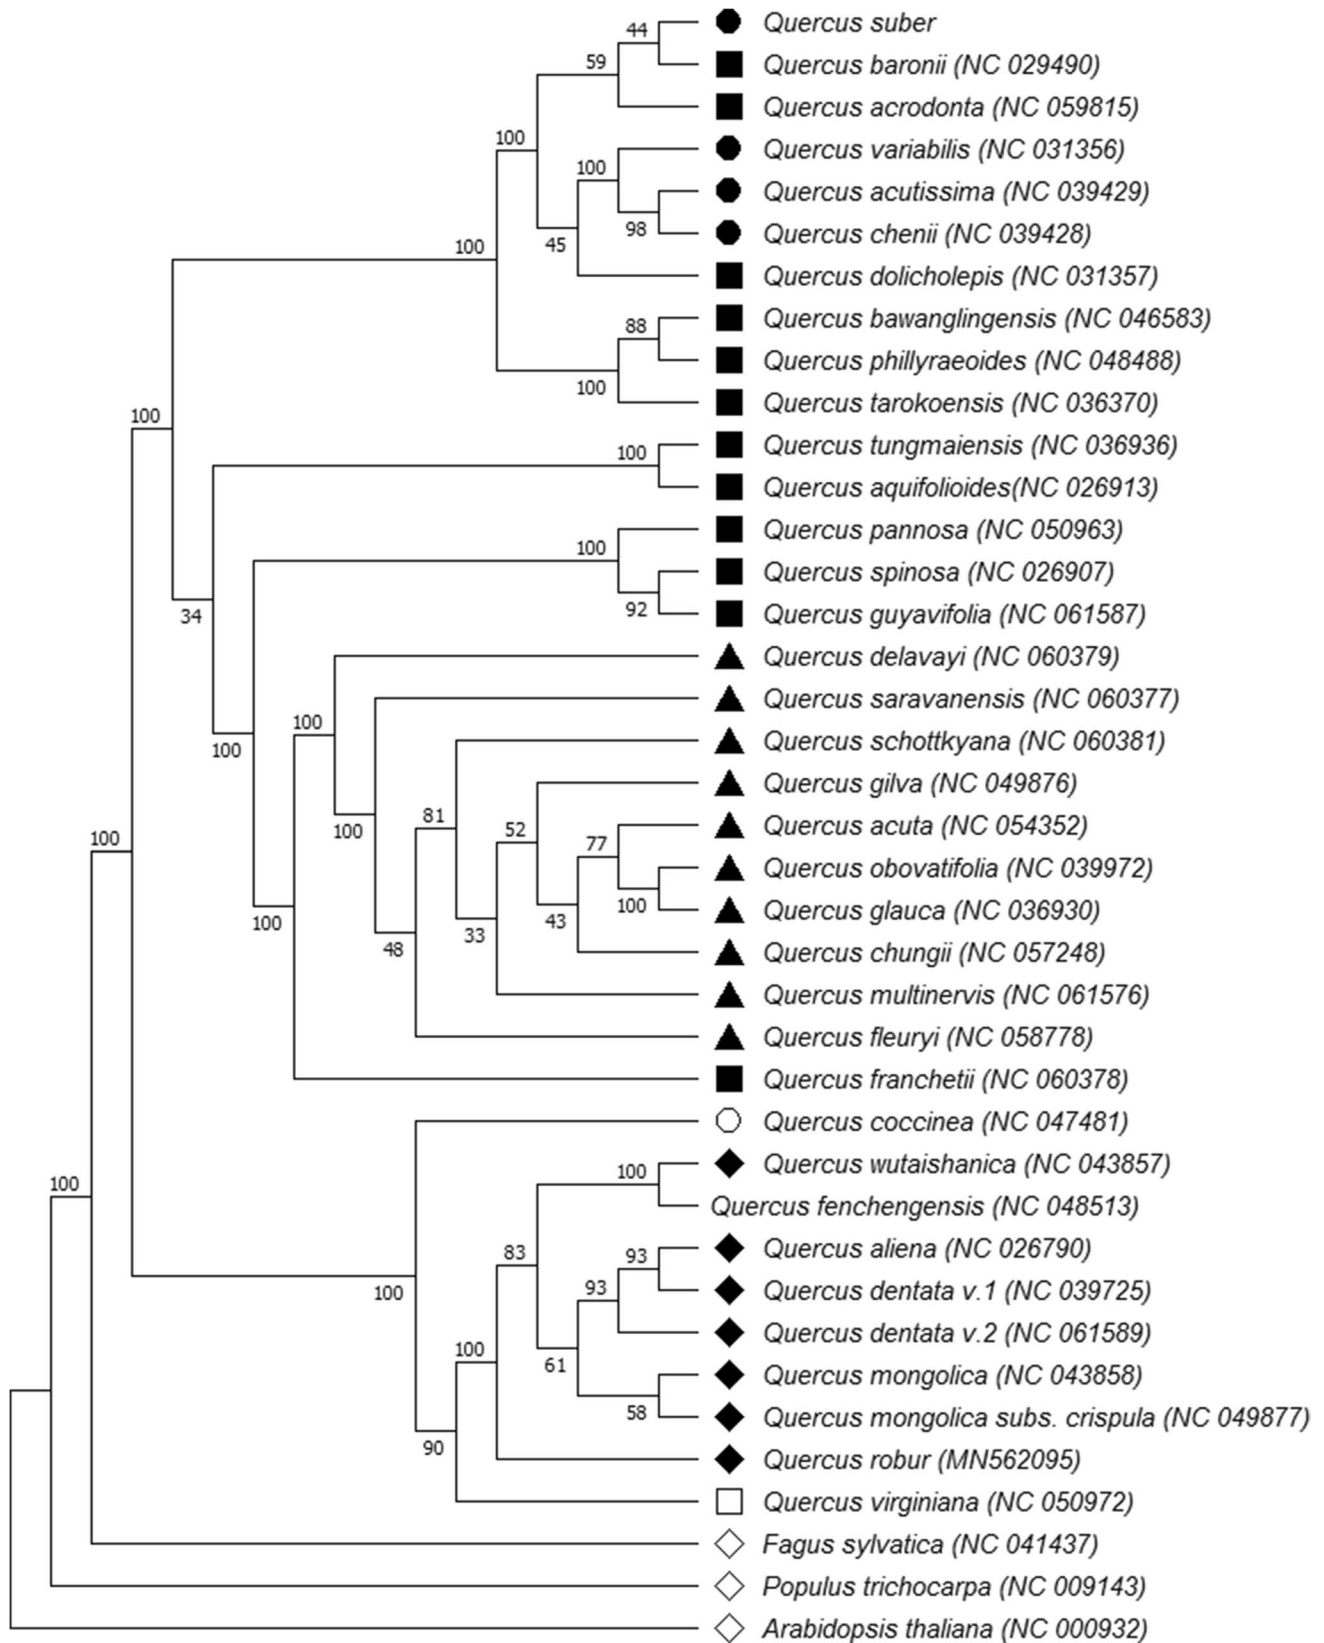 44
Quercus suber
59
Quercus baronii (NC 029490)
Quercus acrodonta (NC 059815)
100
100
Quercus variabilis (NC 031356)
Quercus acutissima (NC 039429)
98
Quercus chenii (NC 039428)
45
100
Quercus dolicholepis (NC 031357)
88
Quercus bawanglingensis (NC 046583)
Quercus phillyraeoides (NC 048488)
100
Quercus tarokoensis (NC 036370)
100
100
Quercus tungmaiensis (NC 036936)
Quercus aquifolioides(NC 026913)
100
Quercus pannosa (NC 050963)
Quercus spinosa (NC 026907)
92
Quercus guyavifolia (NC 061587)
34
Quercus delavayi (NC 060379)
Quercus saravanensis (NC 060377)
100
100
Quercus schottkyana (NC 060381)
Quercus gilva (NC 049876)
81
52
100
77
Quercus acuta (NC 054352)
100
Quercus obovatifolia (NC 039972)
100
Quercus glauca (NC 036930)
43
100
33
48
Quercus chungii (NC 057248)
Quercus multinervis (NC 061576)
Quercus fleuryi (NC 058778)
Quercus franchetii (NC 060378)
Quercus coccinea (NC 047481)
100
Quercus wutaishanica (NC 043857)
100
Quercus fenchengensis (NC 048513)
83
93
Quercus aliena (NC 026790)
93
Quercus dentata v.1 (NC 039725)
100
Quercus dentata v.2 (NC 061589)
100
61
Quercus mongolica (NC 043858)
58
Quercus mongolica subs. crispula (NC 049877)
90
Quercus robur (MN562095)
Quercus virginiana (NC 050972)
Fagus sylvatica (NC 041437)
Populus trichocarpa (NC 009143)
Arabidopsis thaliana (NC 000932)